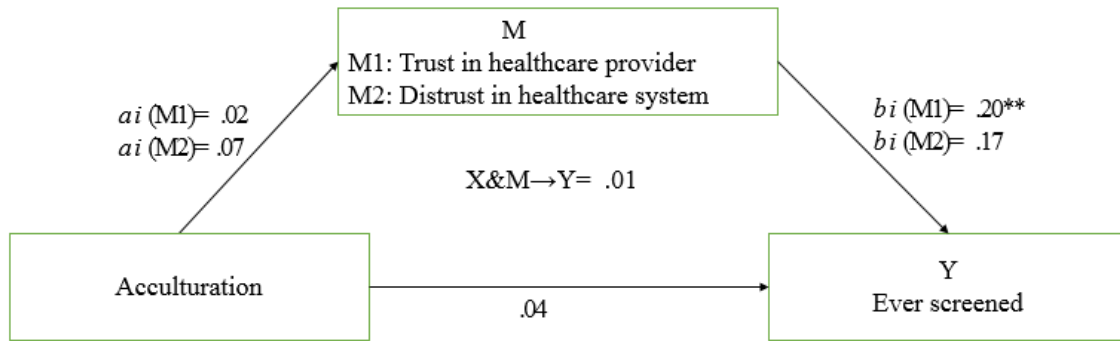 M
M1: Trust in healthcare provider
M2: Distrust in healthcare system
ai (M1)= .02
ai (M2)= .07
bi (M1)= .20**
bi (M2)= .17
X&M→Y= .01
Acculturation
.04
Y
Ever screened